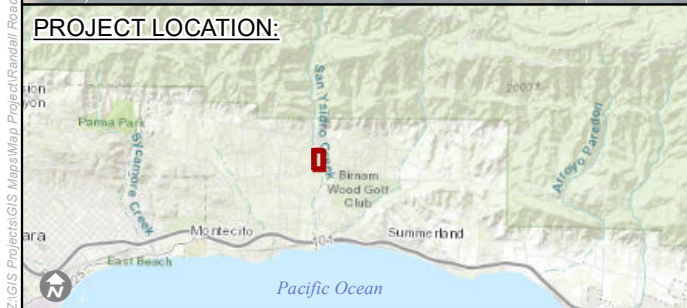 PROJECT LOCATION:
Z:\GIS Projects\GIS Maps\Map Project\Randall Road
San Ysidro Creek
Parma Park
Sycamore Creek
Arroyo Paredon
Birnam
Wood Golf
Club
Montecito
101
Summerland
East Beach
Pacific Ocean
N